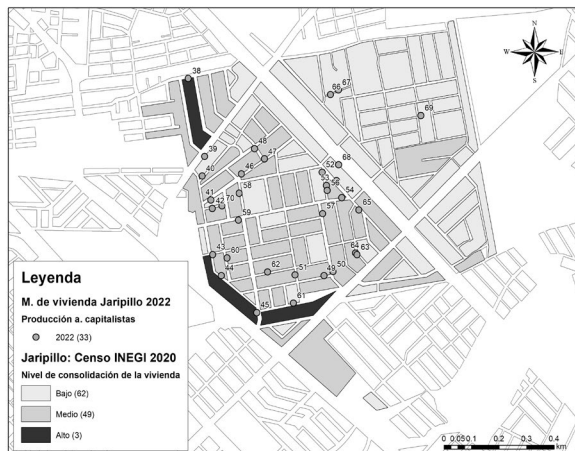 N
W E
S
38
67
66
69
39
48
47
68
40
46
52
53
41
58
56
54
42 70
65
57
59
43
60
64 63
44
62
51
49 50
61
45
Leyenda
M. de vivienda Jaripillo 2022
Producción a. capitalistas
2022 (33)
Jaripillo: Censo INEGI 2020
Nivel de consolidación de la vivienda
Bajo (62)
Medio (49)
Alto (3)
0 0.05 0.1 0.2 0.3 0.4
km